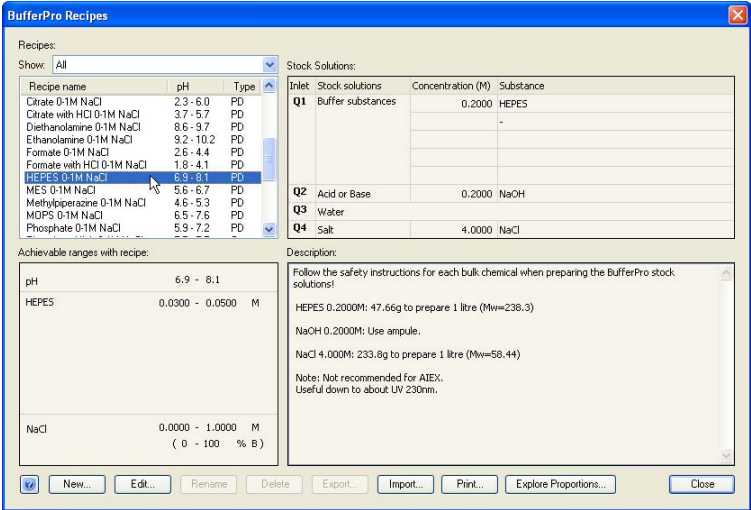 BufferPro Recipes
Recipes:
Show: All
Recipe name pH Type
Citrate 0-1M NaCl 2.3 - 6.0 PD
Citrate with HCl 0-1M NaCl 3.7 - 5.7 PD
Diethanolamine 0-1M NaCl 8.6 - 9.7 PD
Ethanolamine 0-1M NaCl 9.2 - 10.2 PD
Formate 0-1M NaCl 2.6 - 4.4 PD
Formate with HCl 0-1M NaCl 1.8 - 4.1 PD
HEPES 0-1M NaCl 6.9 - 8.1 PD
MES 0-1M NaCl 5.6 - 6.7 PD
Methylpiperazine 0-1M NaCl 4.6 - 5.3 PD
MOPS 0-1M NaCl 6.5 - 7.6 PD
Phosphate 0-1M NaCl 5.9 - 7.2 PD
Stock Solutions:
Inlet Stock solutions Concentration (M) Substance
Q1 Buffer substances 0.2000 HEPES
-
Q2 Acid or Base 0.2000 NaOH
Q3 Water
Q4 Salt 4.0000 NaCl
Achievable ranges with recipe:
pH 6.9 - 8.1
HEPES 0.0300 - 0.0500 M
NaCl 0.0000 - 1.0000 M
( 0 - 100 % B )
Description:
Follow the safety instructions for each bulk chemical when preparing the BufferPro stock
solutions!
HEPES 0.2000M: 47.66g to prepare 1 litre (Mw=238.3)
NaOH 0.2000M: Use ampule.
NaCl 4.000M: 233.8g to prepare 1 litre (Mw=58.44)
Note: Not recommended for AIEX.
Useful down to about UV 230nm.
? New... Edit... Rename Delete Export... Import... Print... Explore Proportions... Close